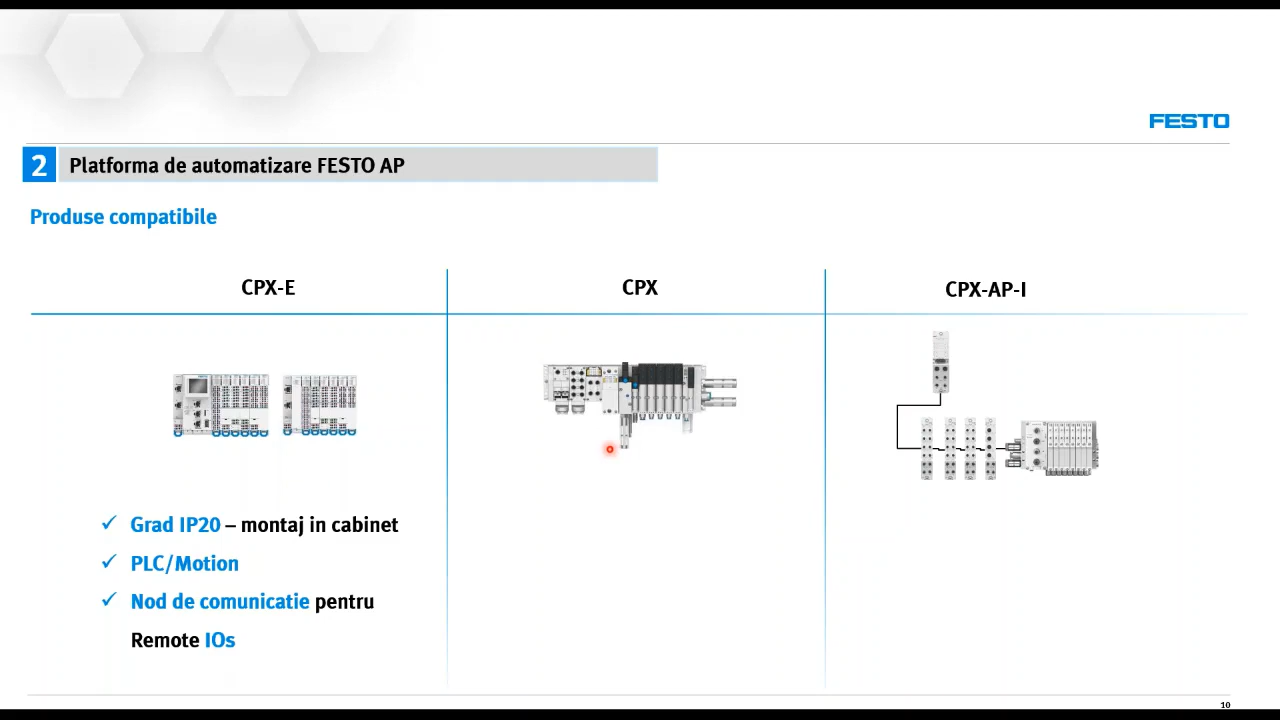 FESTO
2 Platforma de automatizare FESTO AP
Produse compatibile
CPX-E
CPX
CPX-AP-I
Grad IP20 – montaj in cabinet
PLC/Motion
Nod de comunicatie pentru
Remote IOs
10